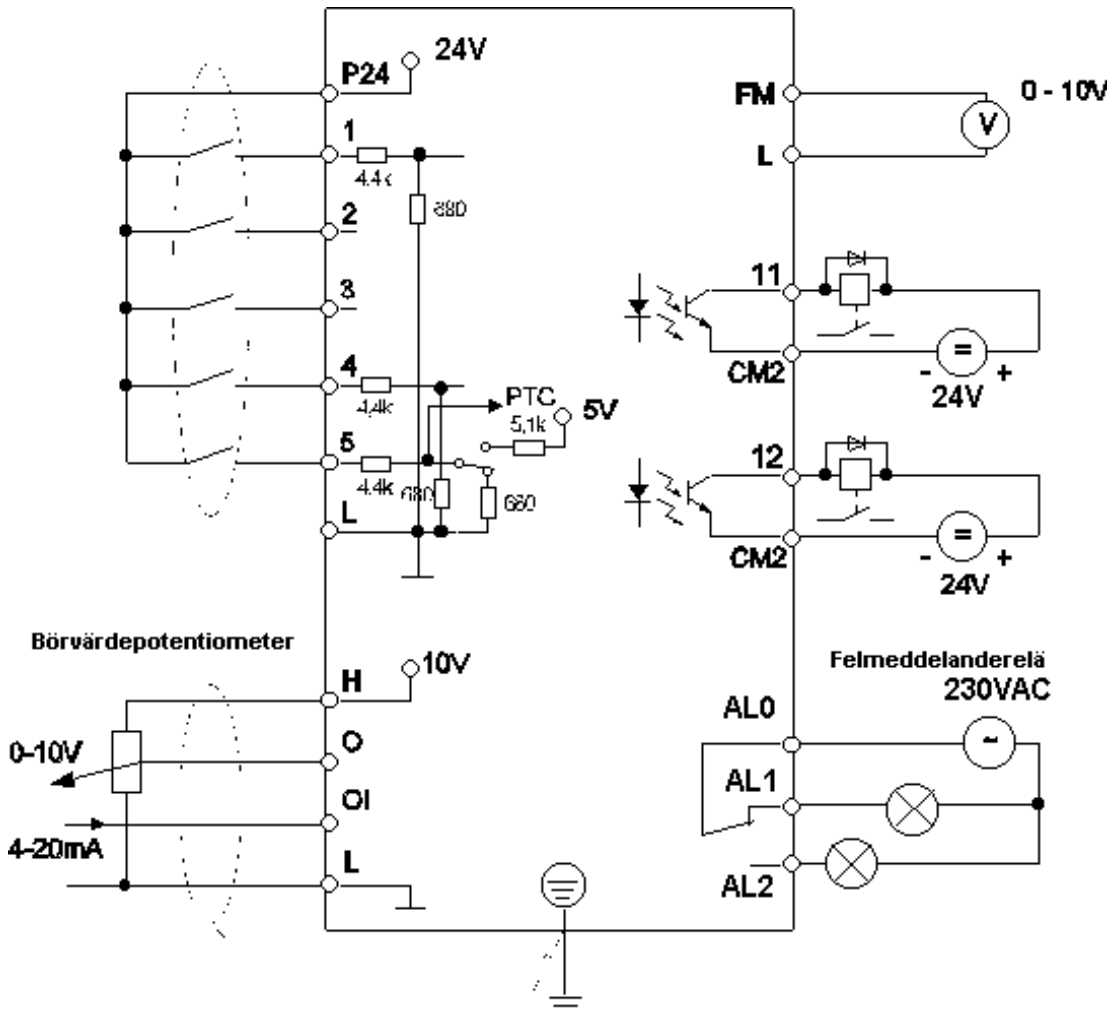 24V
P24
1
4.4k
680
2
3
4
4,4k
PTC
5,1k
5V
5
4.4k
680
680
L
Börvärdepotentiometer
10V
H
0-10V
O
OI
4-20mA
L
FM
0 - 10V
V
L
11
CM2
=
- +
24V
12
CM2
=
- +
24V
Felmeddelanderelä
230VAC
AL0
~
AL1
AL2